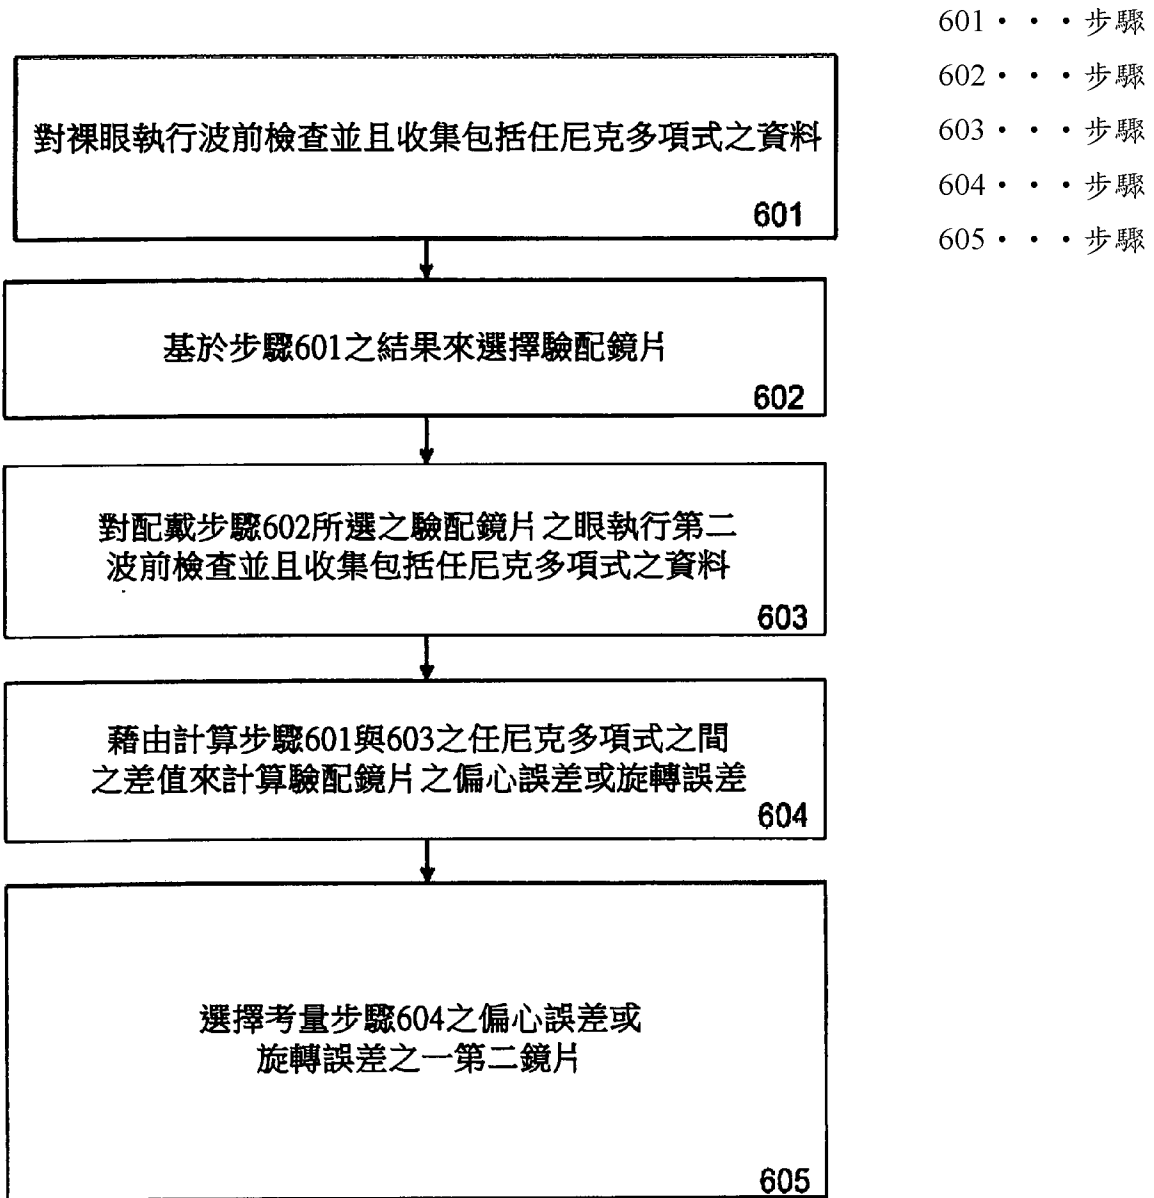 對裸眼執行波前檢查並且收集包括任尼克多項式之資料
601
基於步驟601之結果來選擇驗配鏡片
602
對配戴步驟602所選之驗配鏡片之眼執行第二
波前檢查並且收集包括任尼克多項式之資料
603
藉由計算步驟601與603之任尼克多項式之間
之差值來計算驗配鏡片之偏心誤差或旋轉誤差
604
選擇考量步驟604之偏心誤差或
旋轉誤差之一第二鏡片
605
601・・・步驟
602・・・步驟
603・・・步驟
604・・・步驟
605・・・步驟